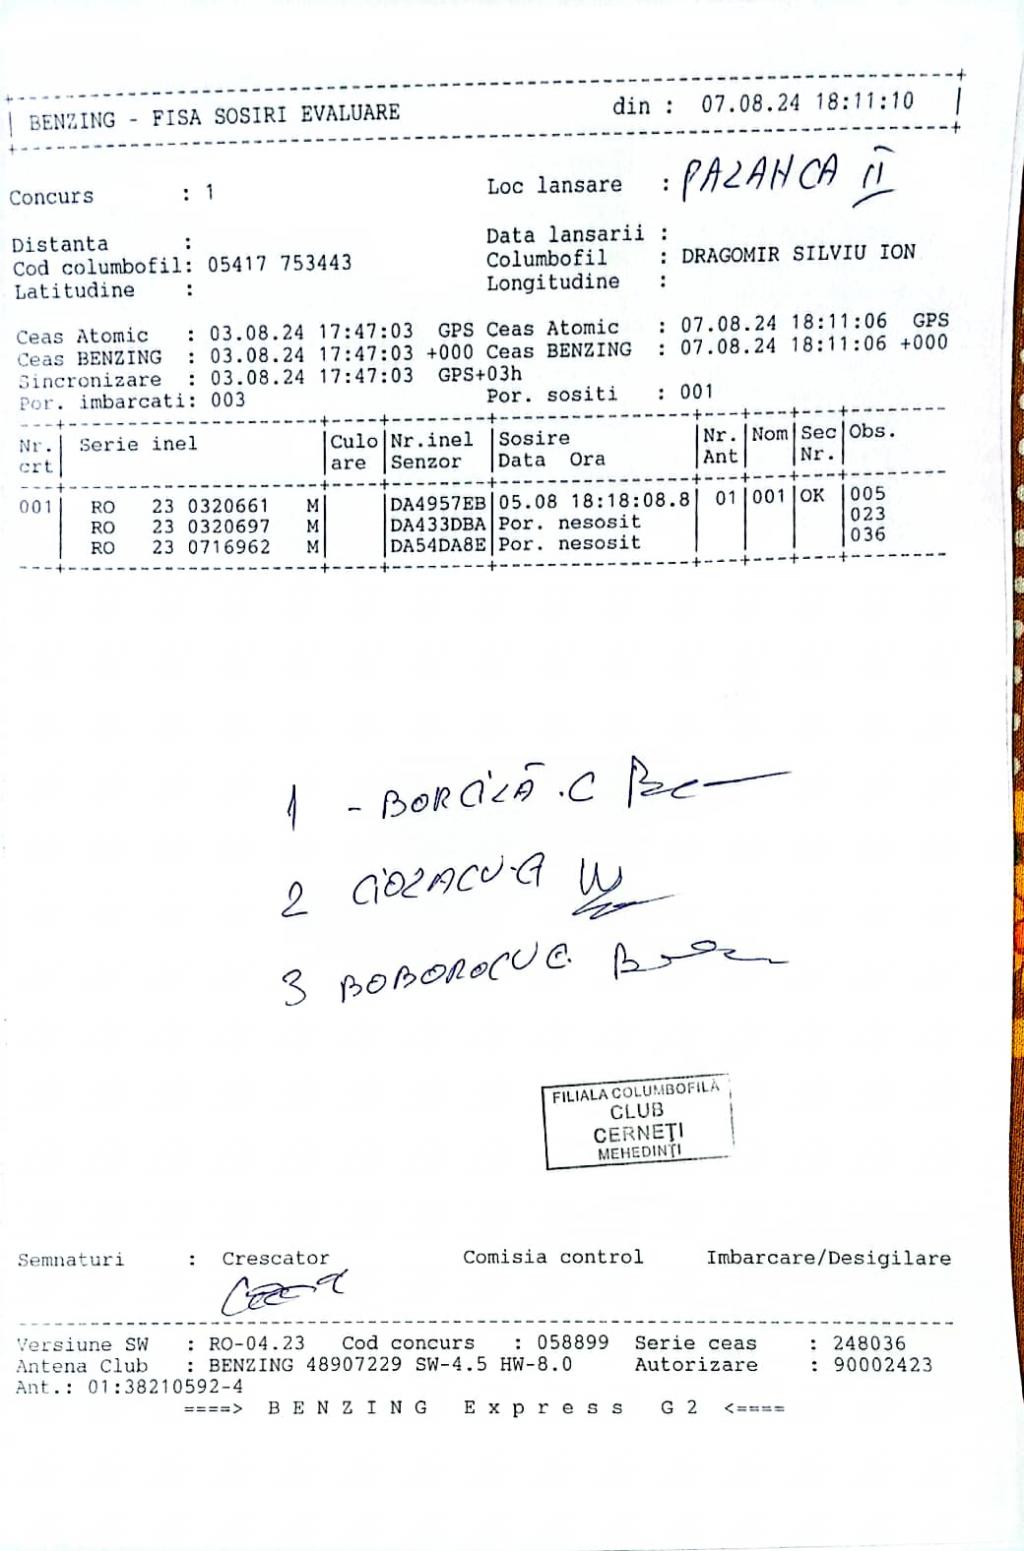 BENZING - FISA SOSIRI EVALUARE din : 07.08.24 18:11:10
Concurs : 1 Loc lansare : PALANCA II
Distanta : Data lansarii :
Cod columbofil: 05417 753443 Columbofil : DRAGOMIR SILVIU ION
Latitudine : Longitudine :
Ceas Atomic : 03.08.24 17:47:03 GPS Ceas Atomic : 07.08.24 18:11:06 GPS
Ceas BENZING : 03.08.24 17:47:03 +000 Ceas BENZING : 07.08.24 18:11:06 +000
Sincronizare : 03.08.24 17:47:03 GPS+03h
Por. imbarcati: 003 Por. sositi : 001
Nr. Serie inel Culo Nr.inel Sosire Nr. Nom Sec Obs.
crt are Senzor Data Ora Ant Nr.
001 RO 23 0320661 M DA4957EB 05.08 18:18:08.8 01 001 OK 005
RO 23 0320697 M DA433DBA Por. nesosit 023
RO 23 0716962 M DA54DA8E Por. nesosit 036
1 - BORCILĂ .C
2 CIOLACU G
3 BOBOROCU C.
FILIALA COLUMBOFILĂ
CLUB
CERNEȚI
MEHEDINȚI
Semnaturi : Crescator Comisia control Imbarcare/Desigilare
Versiune SW : RO-04.23 Cod concurs : 058899 Serie ceas : 248036
Antena Club : BENZING 48907229 SW-4.5 HW-8.0 Autorizare : 90002423
Ant.: 01:38210592-4
====> B E N Z I N G E x p r e s s G 2 <====